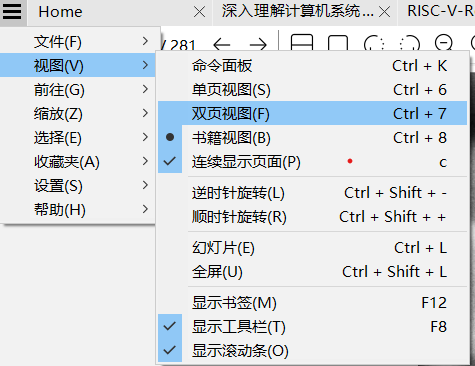 Home
深入理解计算机系统...
RISC-V-R
/ 281
文件(F)
视图(V)
前往(G)
缩放(Z)
选择(E)
收藏夹(A)
设置(S)
帮助(H)
命令面板 Ctrl + K
单页视图(S) Ctrl + 6
双页视图(F) Ctrl + 7
书籍视图(B) Ctrl + 8
连续显示页面(P) c
逆时针旋转(L) Ctrl + Shift + -
顺时针旋转(R) Ctrl + Shift + +
幻灯片(E) Ctrl + L
全屏(U) Ctrl + Shift + L
显示书签(M) F12
显示工具栏(T) F8
显示滚动条(O)